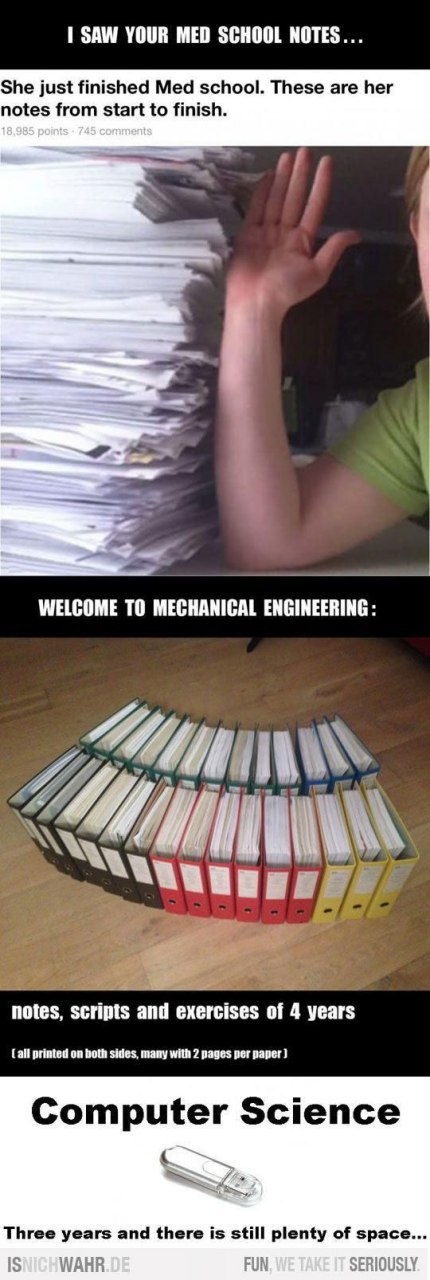 I SAW YOUR MED SCHOOL NOTES...
She just finished Med school. These are her
notes from start to finish.
18,985 points · 745 comments
WELCOME TO MECHANICAL ENGINEERING:
notes, scripts and exercises of 4 years
( all printed on both sides, many with 2 pages per paper )
Computer Science
Three years and there is still plenty of space...
ISNICHWAHR.DE FUN, WE TAKE IT SERIOUSLY.